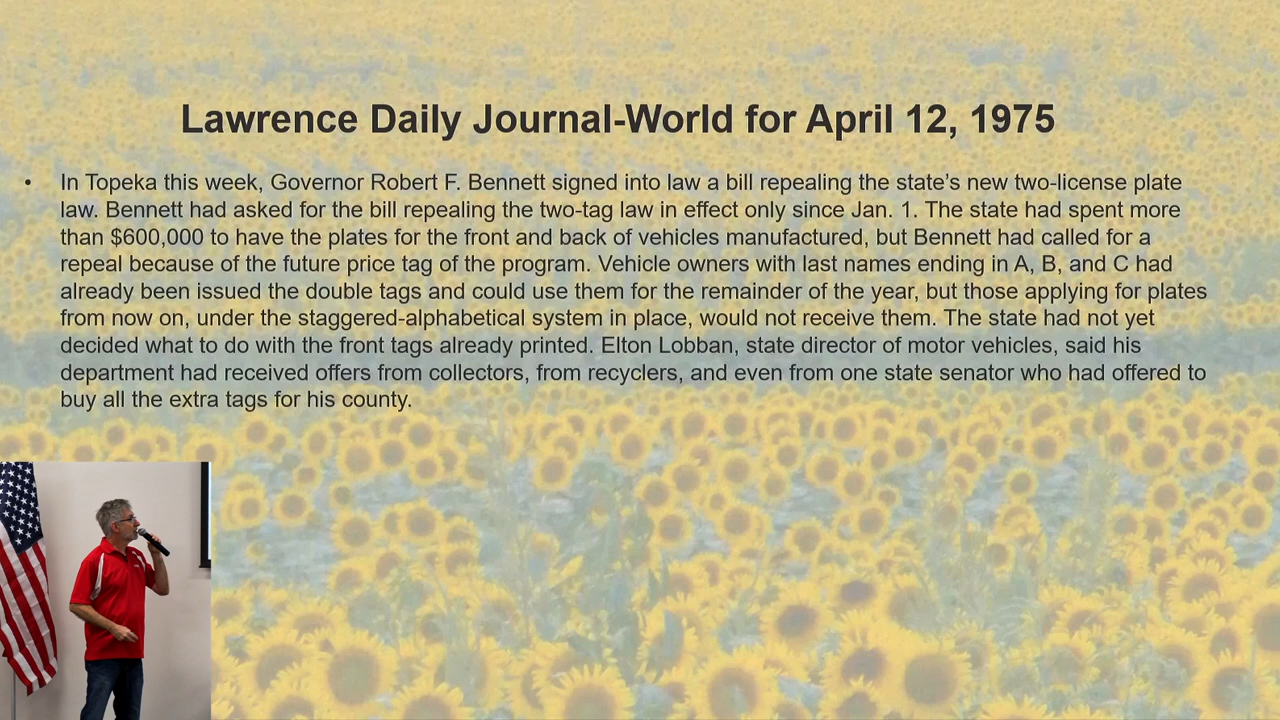 Lawrence Daily Journal-World for April 12, 1975
• In Topeka this week, Governor Robert F. Bennett signed into law a bill repealing the state’s new two-license plate
law. Bennett had asked for the bill repealing the two-tag law in effect only since Jan. 1. The state had spent more
than $600,000 to have the plates for the front and back of vehicles manufactured, but Bennett had called for a
repeal because of the future price tag of the program. Vehicle owners with last names ending in A, B, and C had
already been issued the double tags and could use them for the remainder of the year, but those applying for plates
from now on, under the staggered-alphabetical system in place, would not receive them. The state had not yet
decided what to do with the front tags already printed. Elton Lobban, state director of motor vehicles, said his
department had received offers from collectors, from recyclers, and even from one state senator who had offered to
buy all the extra tags for his county.